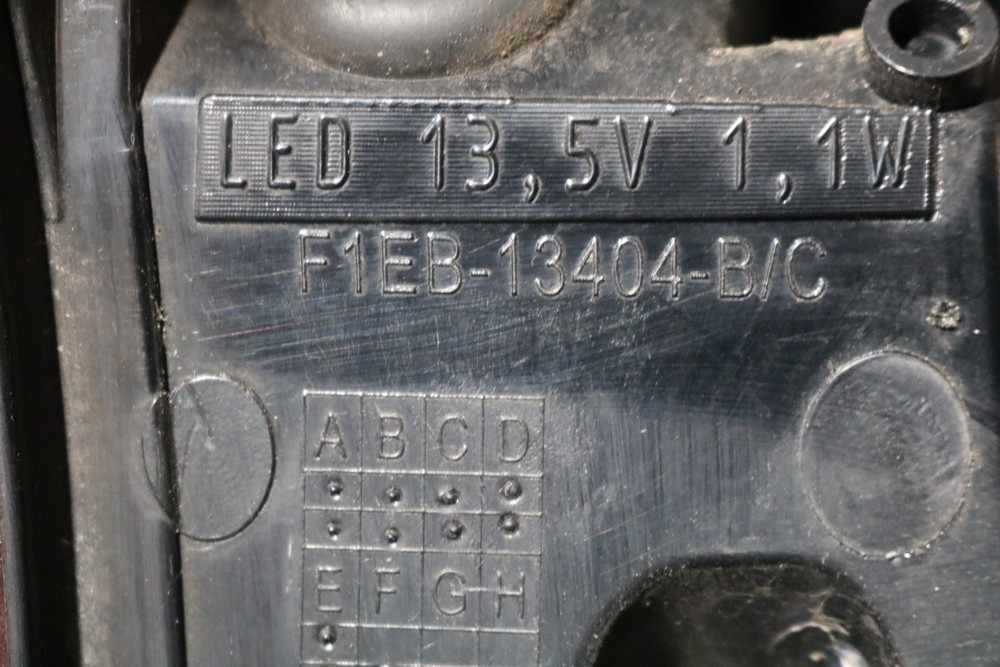 LED 13,5V 1,1W
F1EB-13404-B/C
A B C D
E F G H